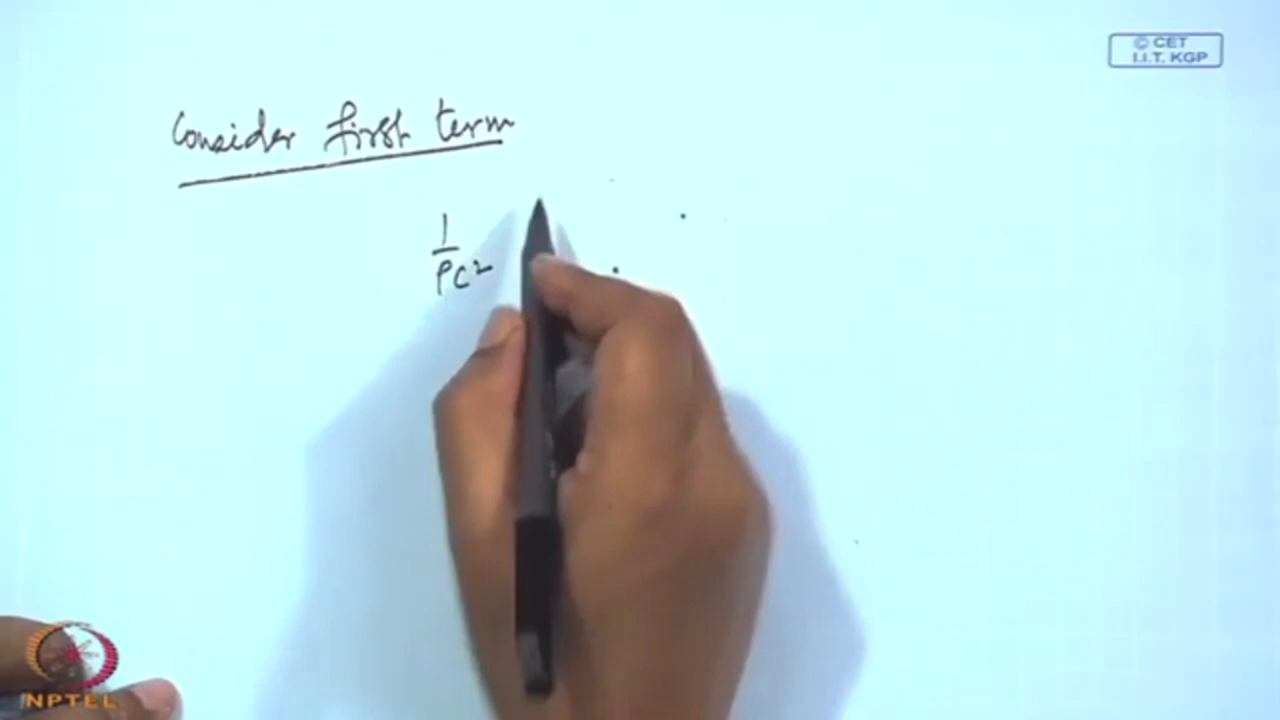 © CET
I.I.T. KGP
Consider first term
1
ρc²
NPTEL